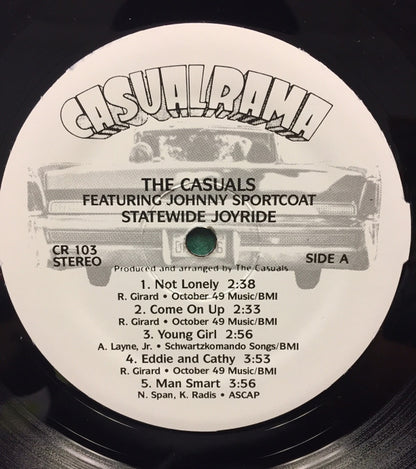 CASUALRAMA
THE CASUALS
FEATURING JOHNNY SPORTCOAT
STATEWIDE JOYRIDE
CR 103
STEREO
SIDE A
Produced and arranged by The Casuals
1. Not Lonely 2:38
R. Girard • October 49 Music/BMI
2. Come On Up 2:33
R. Girard • October 49 Music/BMI
3. Young Girl 2:56
A. Layne, Jr. • Schwartzkomando Songs/BMI
4. Eddie and Cathy 3:53
R. Girard • October 49 Music/BMI
5. Man Smart 3:56
N. Span, K. Radis • ASCAP